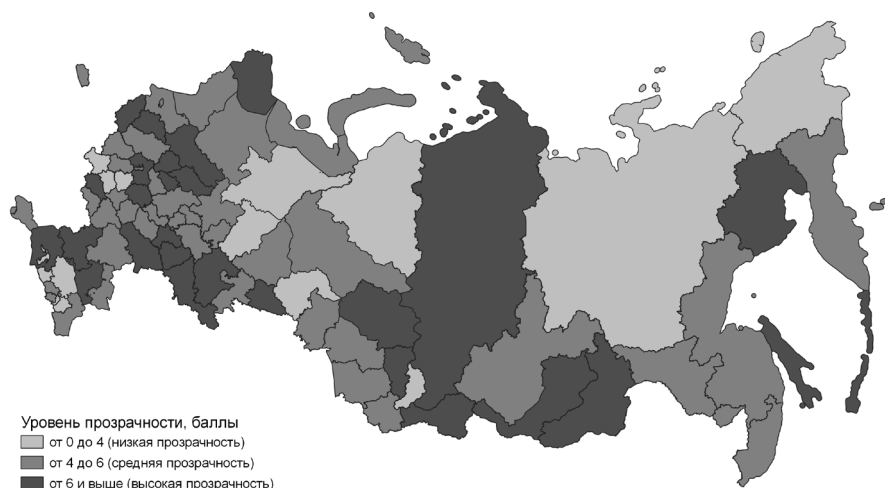 Уровень прозрачности, баллы
от 0 до 4 (низкая прозрачность)
от 4 до 6 (средняя прозрачность)
от 6 и выше (высокая прозрачность)